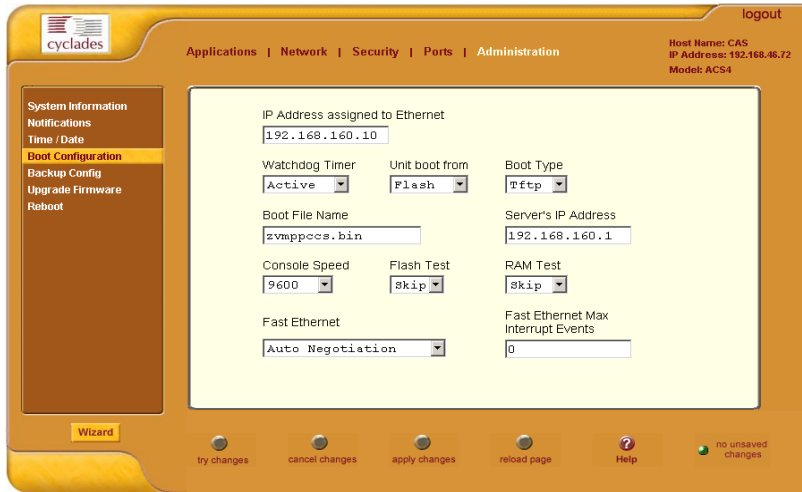 logout
cyclades
Applications | Network | Security | Ports | Administration
Host Name: CAS
IP Address: 192.168.46.72
Model: ACS4
System Information
Notifications
Time / Date
Boot Configuration
Backup Config
Upgrade Firmware
Reboot
IP Address assigned to Ethernet
192.168.160.10
Watchdog Timer Unit boot from Boot Type
Active Flash Tftp
Boot File Name Server's IP Address
zvmppccs.bin 192.168.160.1
Console Speed Flash Test RAM Test
9600 Skip Skip
Fast Ethernet
Fast Ethernet Max
Interrupt Events
Auto Negotiation 0
Wizard
try changes cancel changes apply changes reload page Help
no unsaved
changes